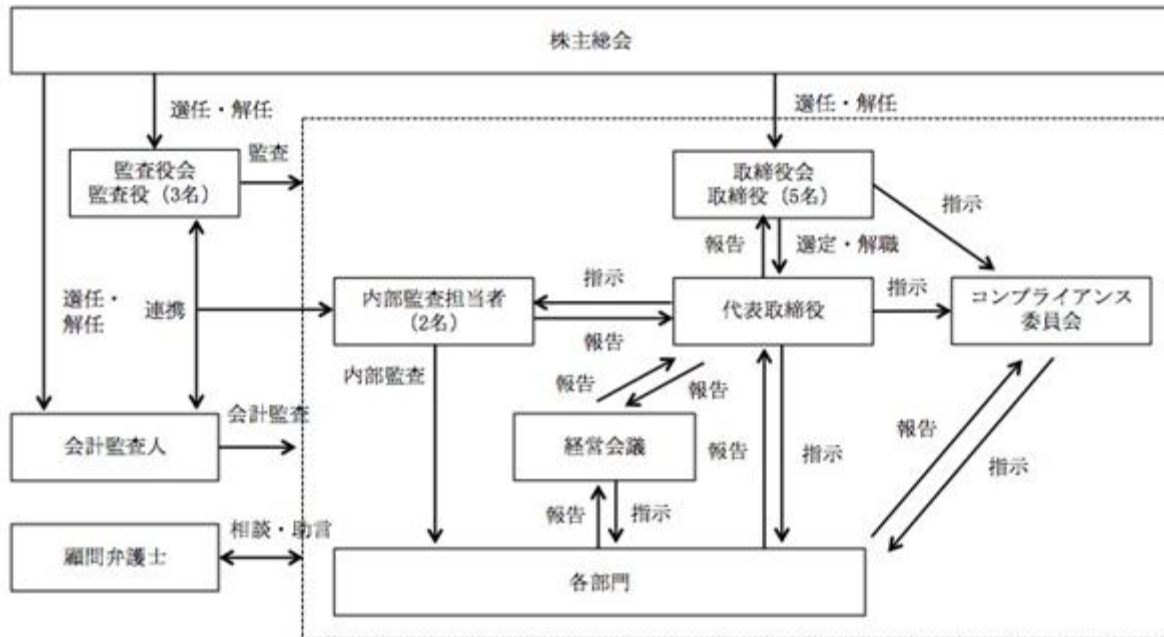 株主総会
選任・解任
選任・解任
監査役会
監査役（3名）
監査
取締役会
取締役（5名）
指示
報告
選定・解職
選任・
解任
連携
内部監査担当者
（2名）
指示
報告
代表取締役
指示
コンプライアンス
委員会
内部監査
報告
報告
会計監査人
会計監査
経営会議
報告
指示
報告
指示
報告
指示
顧問弁護士
相談・助言
各部門